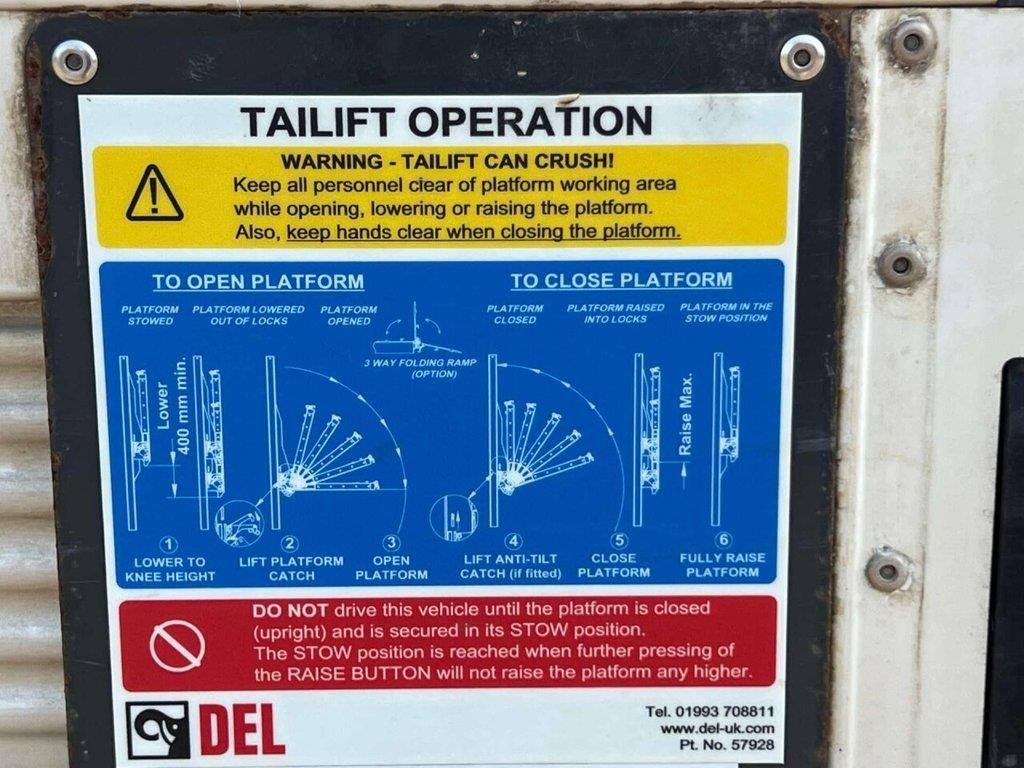 TAILIFT OPERATION
WARNING - TAILIFT CAN CRUSH!
Keep all personnel clear of platform working area
while opening, lowering or raising the platform.
Also, keep hands clear when closing the platform.
TO OPEN PLATFORM
PLATFORM
STOWED
PLATFORM LOWERED
OUT OF LOCKS
PLATFORM
OPENED
3 WAY FOLDING RAMP
(OPTION)
Lower
400 mm min.
1
LOWER TO
KNEE HEIGHT
2
LIFT PLATFORM
CATCH
3
OPEN
PLATFORM
TO CLOSE PLATFORM
PLATFORM
CLOSED
PLATFORM RAISED
INTO LOCKS
PLATFORM IN THE
STOW POSITION
Raise Max.
4
LIFT ANTI-TILT
CATCH (if fitted)
5
CLOSE
PLATFORM
6
FULLY RAISE
PLATFORM
DO NOT drive this vehicle until the platform is closed
(upright) and is secured in its STOW position.
The STOW position is reached when further pressing of
the RAISE BUTTON will not raise the platform any higher.
DEL
Tel. 01993 708811
www.del-uk.com
Pt. No. 57928